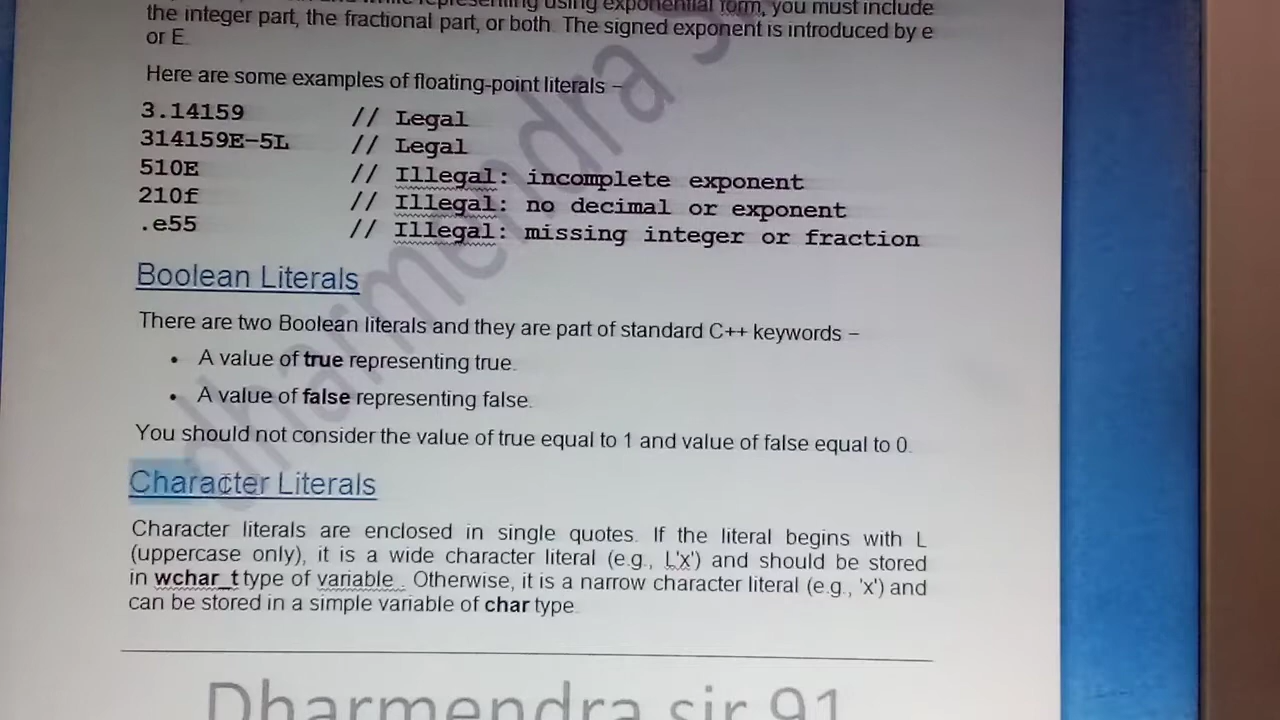 using exponential form, you must include
the integer part, the fractional part, or both. The signed exponent is introduced by e
or E.
Here are some examples of floating-point literals –
3.14159 // Legal
314159E-5L // Legal
510E // Illegal: incomplete exponent
210f // Illegal: no decimal or exponent
.e55 // Illegal: missing integer or fraction
Boolean Literals
There are two Boolean literals and they are part of standard C++ keywords –
• A value of true representing true.
• A value of false representing false.
You should not consider the value of true equal to 1 and value of false equal to 0.
Character Literals
Character literals are enclosed in single quotes. If the literal begins with L
(uppercase only), it is a wide character literal (e.g., L'x') and should be stored
in wchar_t type of variable . Otherwise, it is a narrow character literal (e.g., 'x') and
can be stored in a simple variable of char type.
dharmendra
Dharmendra sir 91